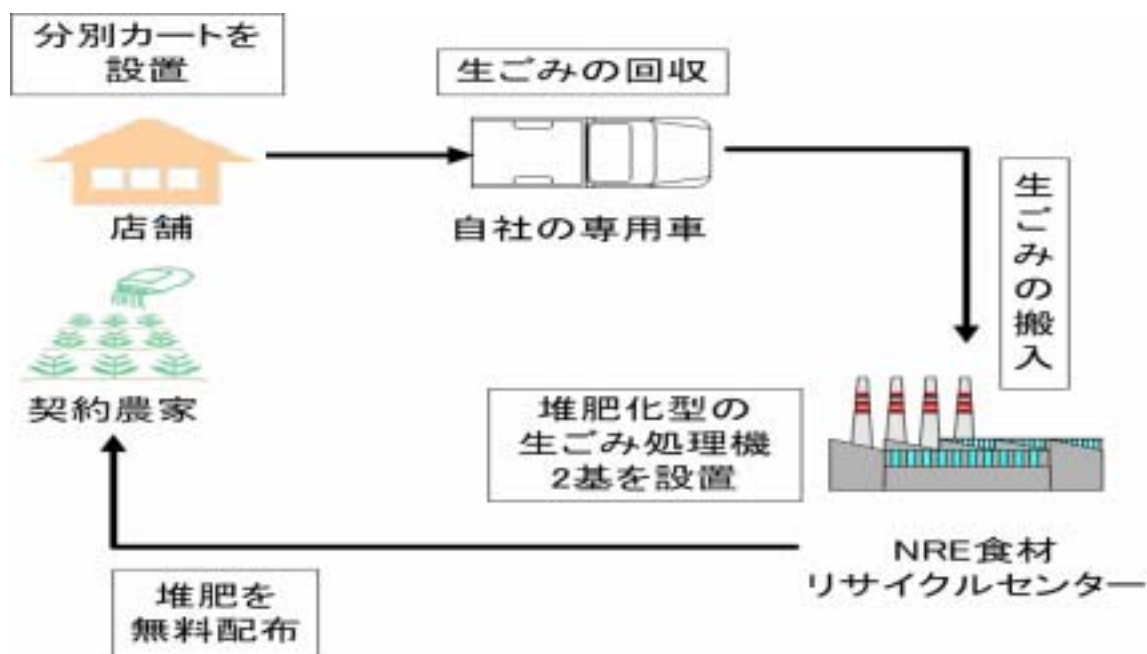 分別カートを
設置
生ごみの回収
店舗
自社の専用車
生ごみの搬入
契約農家
堆肥化型の
生ごみ処理機
2基を設置
NRE食材
リサイクルセンター
堆肥を
無料配布